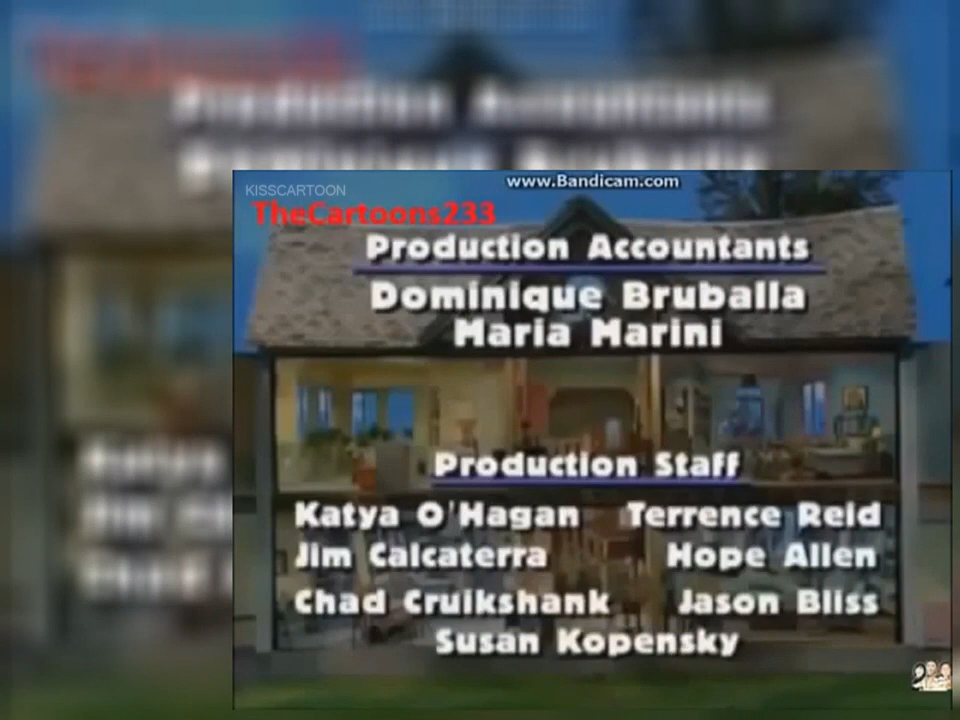 www.Bandicam.com
KISSCARTOON
TheCartoons233
Production Accountants
Dominique Bruballa
Maria Marini
Production Staff
Katya O'Hagan Terrence Reid
Jim Calcaterra Hope Allen
Chad Cruikshank Jason Bliss
Susan Kopensky